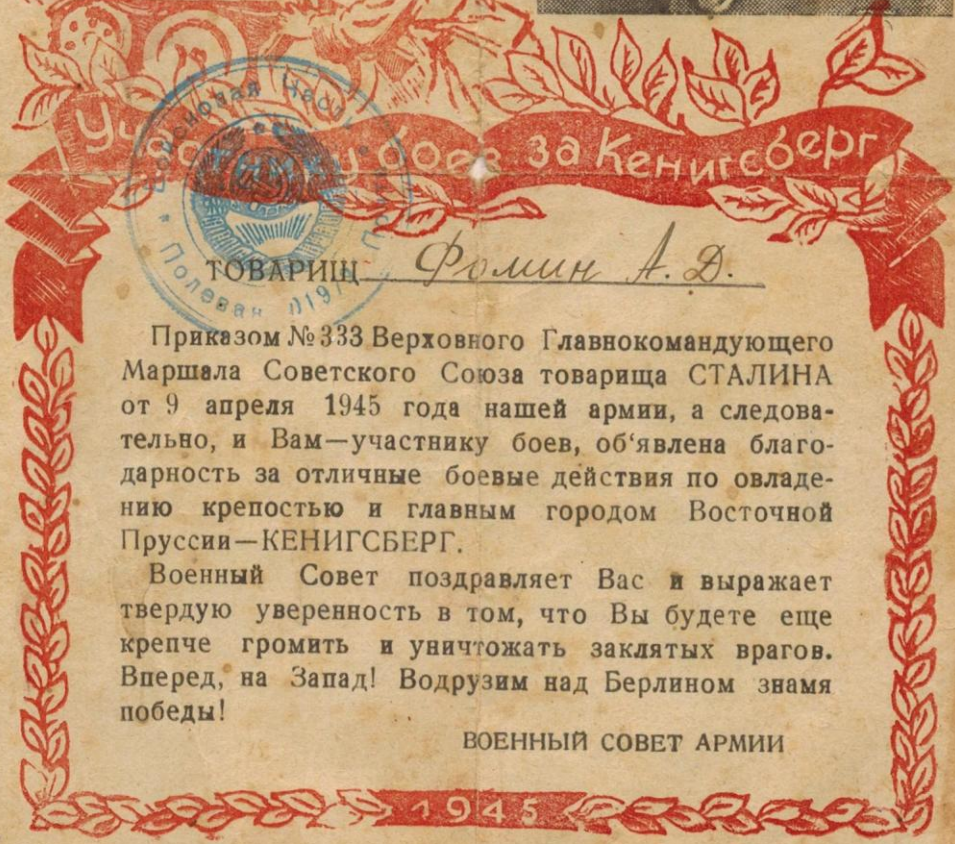 Участнику боев за Кенигсберг
Полевая
ТОВАРИЩ Фомин А. Д.
Приказом № 333 Верховного Главнокомандующего
Маршала Советского Союза товарища СТАЛИНА
от 9 апреля 1945 года нашей армии, а следова-
тельно, и Вам—участнику боев, об‘явлена благо-
дарность за отличные боевые действия по овладе-
нию крепостью и главным городом Восточной
Пруссии—КЕНИГСБЕРГ.
Военный Совет поздравляет Вас и выражает
твердую уверенность в том, что Вы будете еще
крепче громить и уничтожать заклятых врагов.
Вперед, на Запад! Водрузим над Берлином знамя
победы!
ВОЕННЫЙ СОВЕТ АРМИИ
1945